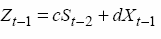 Z_{t-1} = cS_{t-2} + dX_{t-1}